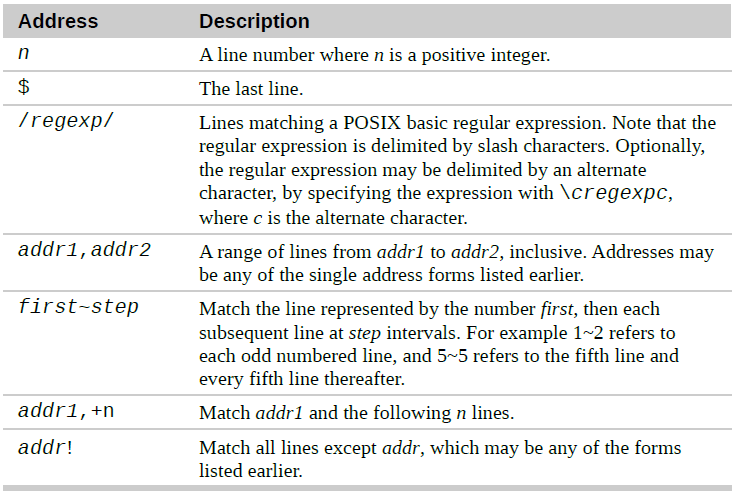 Address Description
n A line number where n is a positive integer.
$ The last line.
/regexp/ Lines matching a POSIX basic regular expression. Note that the
regular expression is delimited by slash characters. Optionally,
the regular expression may be delimited by an alternate
character, by specifying the expression with \cregexpc,
where c is the alternate character.
addr1,addr2 A range of lines from addr1 to addr2, inclusive. Addresses may
be any of the single address forms listed earlier.
first~step Match the line represented by the number first, then each
subsequent line at step intervals. For example 1~2 refers to
each odd numbered line, and 5~5 refers to the fifth line and
every fifth line thereafter.
addr1,+n Match addr1 and the following n lines.
addr! Match all lines except addr, which may be any of the forms
listed earlier.